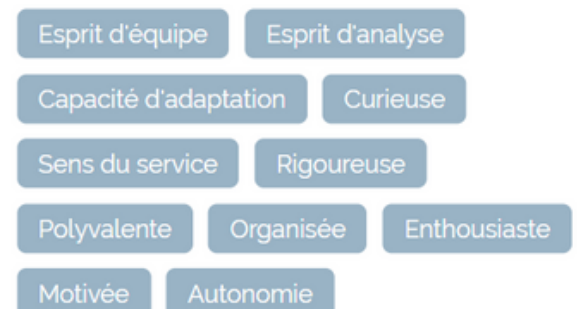 Esprit d'équipe Esprit d'analyse
Capacité d'adaptation Curieuse
Sens du service Rigoureuse
Polyvalente Organisée Enthousiaste
Motivée Autonomie